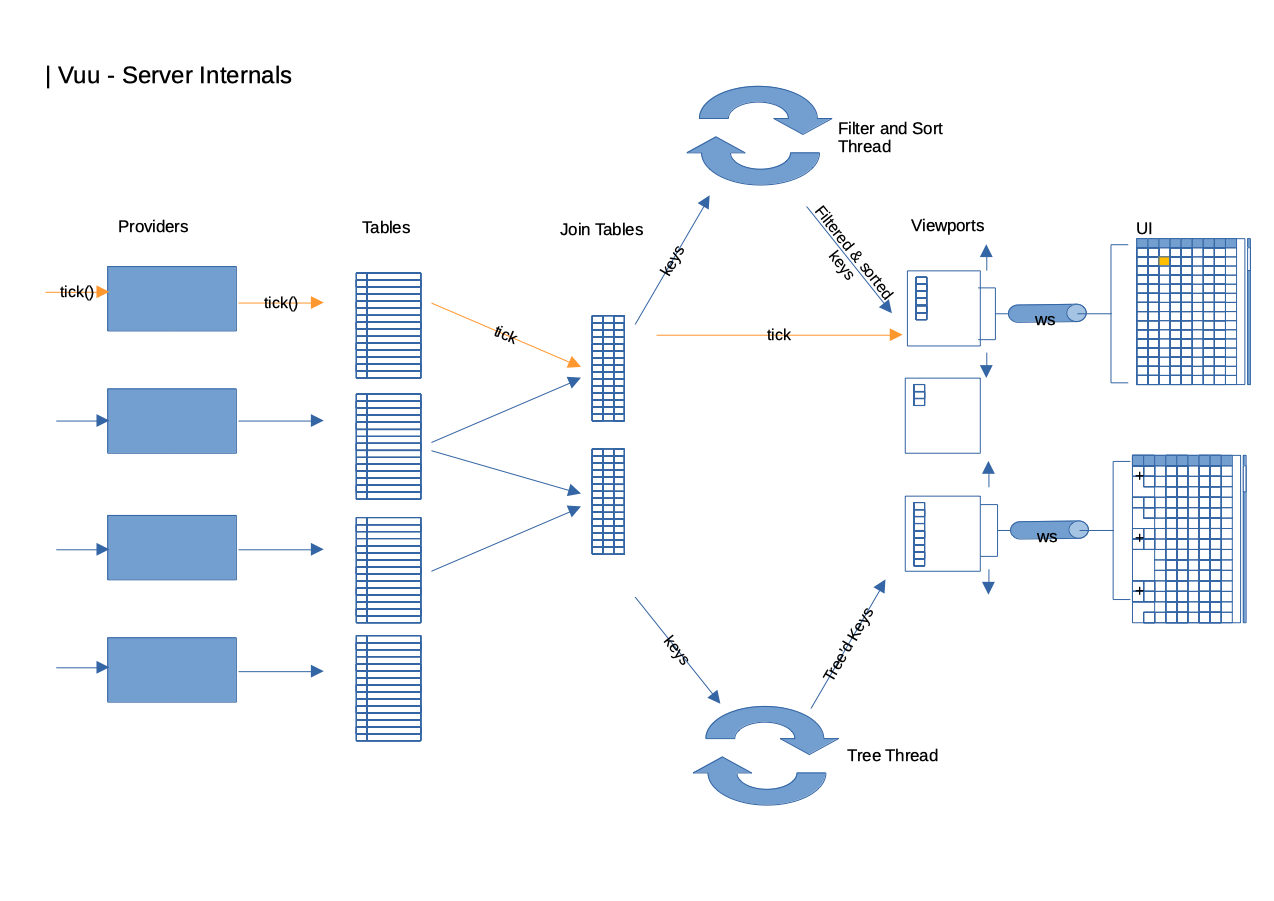 | Vuu - Server Internals
Filter and Sort
Thread
Providers
Tables
Join Tables
Viewports
UI
tick()
tick()
tick
keys
Filtered & sorted
keys
tick
ws
+
+
+
ws
keys
Tree'd Keys
Tree Thread